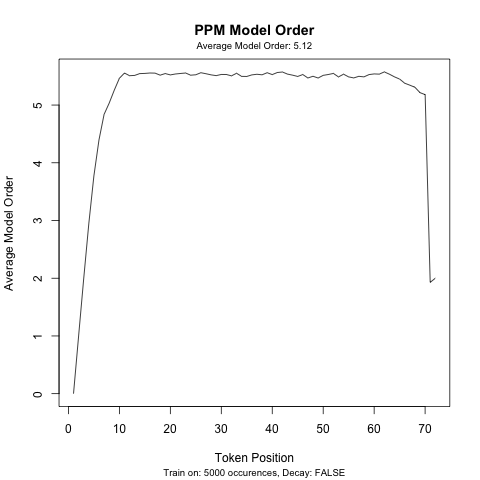 PPM Model Order
Average Model Order: 5.12
Average Model Order
5
4
3
2
1
0
0 10 20 30 40 50 60 70
Token Position
Train on: 5000 occurences, Decay: FALSE